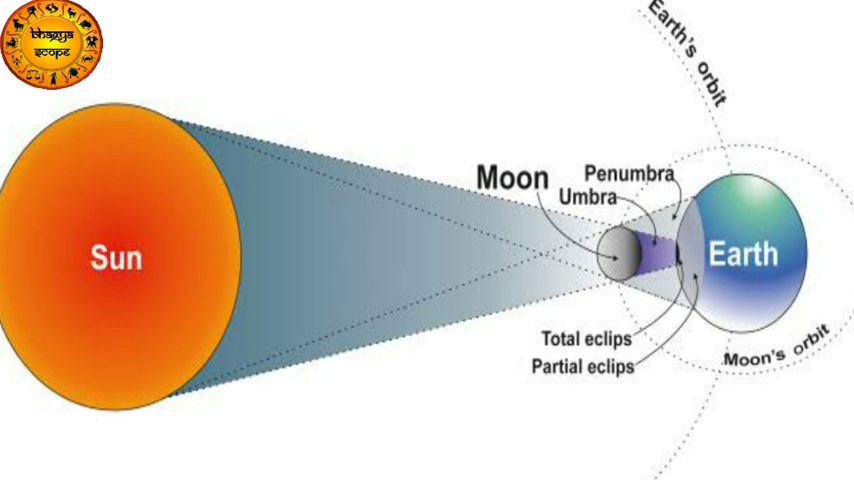 bhagya
scope
Earth's orbit
Moon
Penumbra
Umbra
Sun
Earth
Total eclips
Partial eclips
Moon's orbit